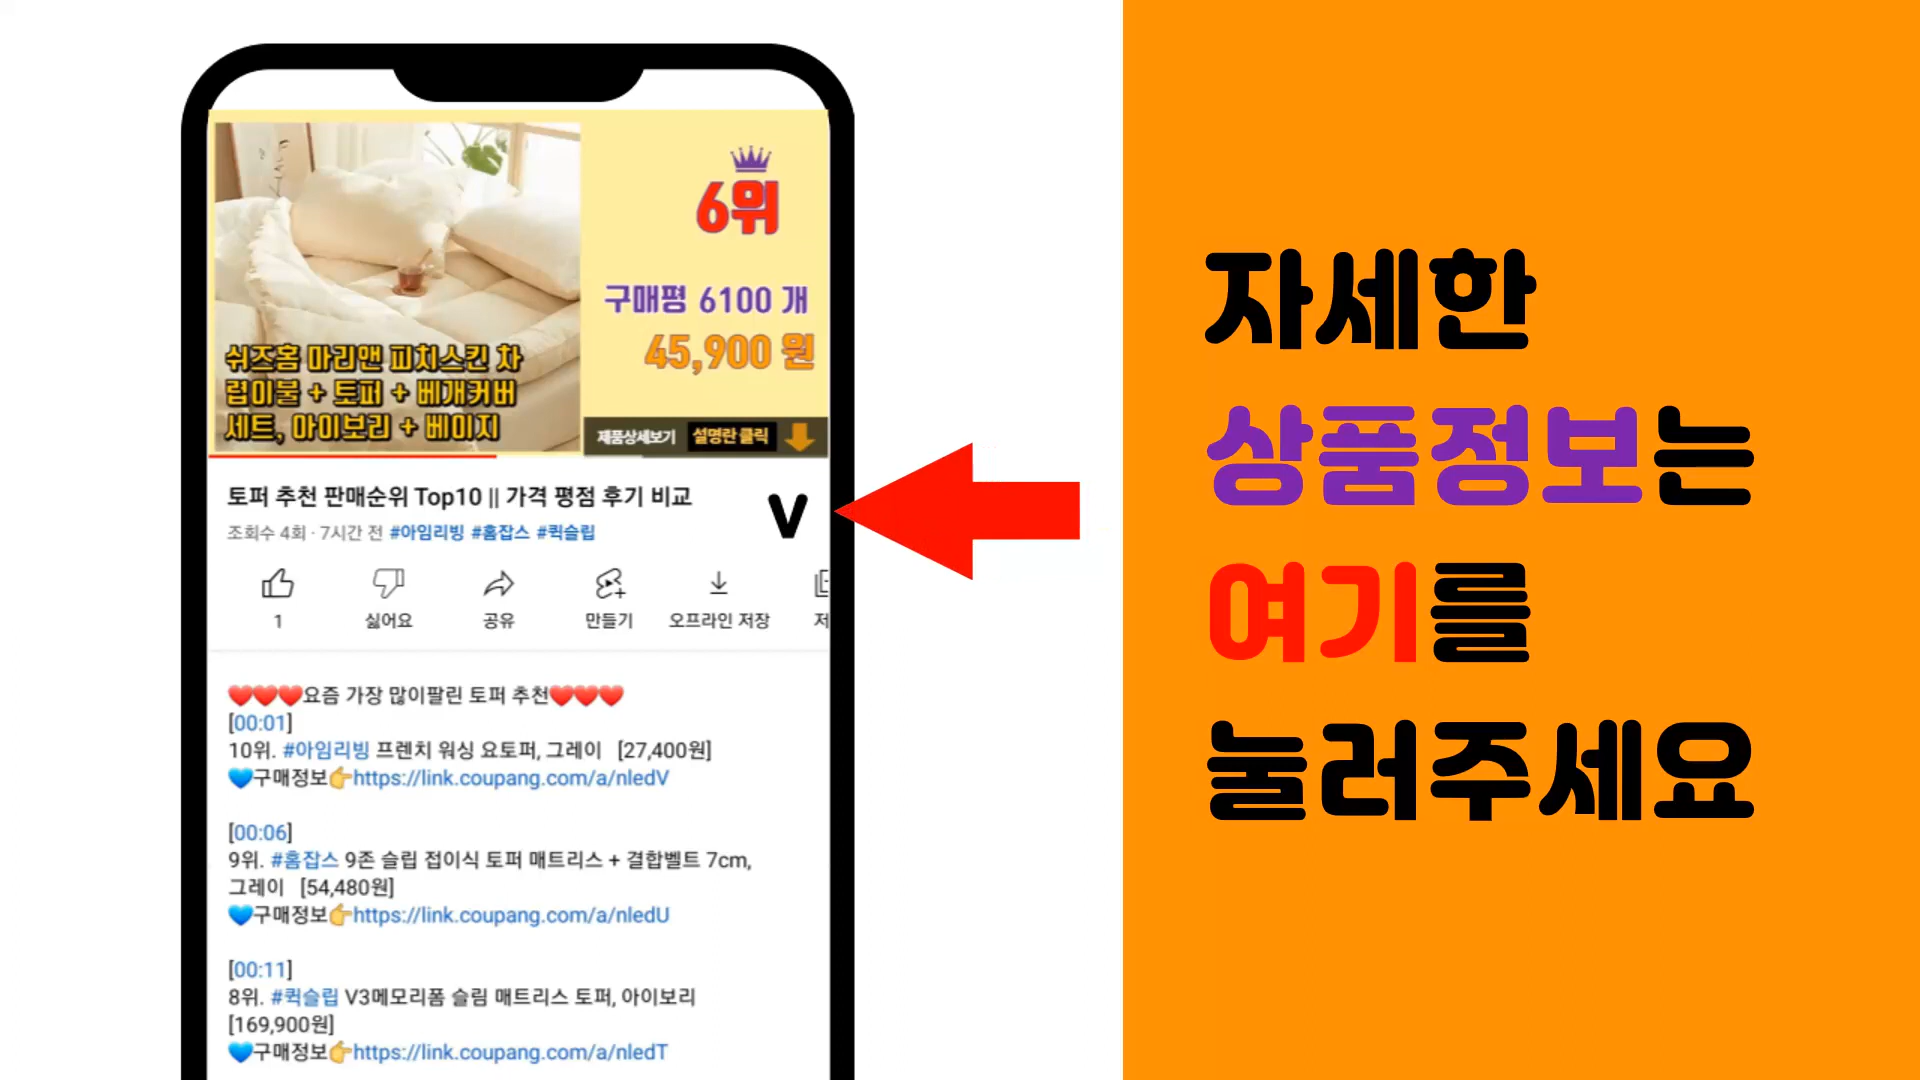 6위
구매평 6100 개
45,900 원
쉬즈홈 마리앤 피치스킨 차
렵이불 + 토퍼 + 베개커버
세트, 아이보리 + 베이지
제품상세보기 설명란 클릭
토퍼 추천 판매순위 Top10 || 가격 평점 후기 비교
V
조회수 4회 · 7시간 전 #아임리빙 #홈잡스 #퀵슬립
1 싫어요 공유 만들기 오프라인 저장 저
❤️❤️❤️요즘 가장 많이팔린 토퍼 추천❤️❤️❤️
[00:01]
10위. #아임리빙 프렌치 워싱 요토퍼, 그레이 [27,400원]
💙구매정보👉https://link.coupang.com/a/nledV
[00:06]
9위. #홈잡스 9존 슬립 접이식 토퍼 매트리스 + 결합벨트 7cm,
그레이 [54,480원]
💙구매정보👉https://link.coupang.com/a/nledU
[00:11]
8위. #퀵슬립 V3메모리폼 슬림 매트리스 토퍼, 아이보리
[169,900원]
💙구매정보👉https://link.coupang.com/a/nledT
자세한
상품정보는
여기를
눌러주세요